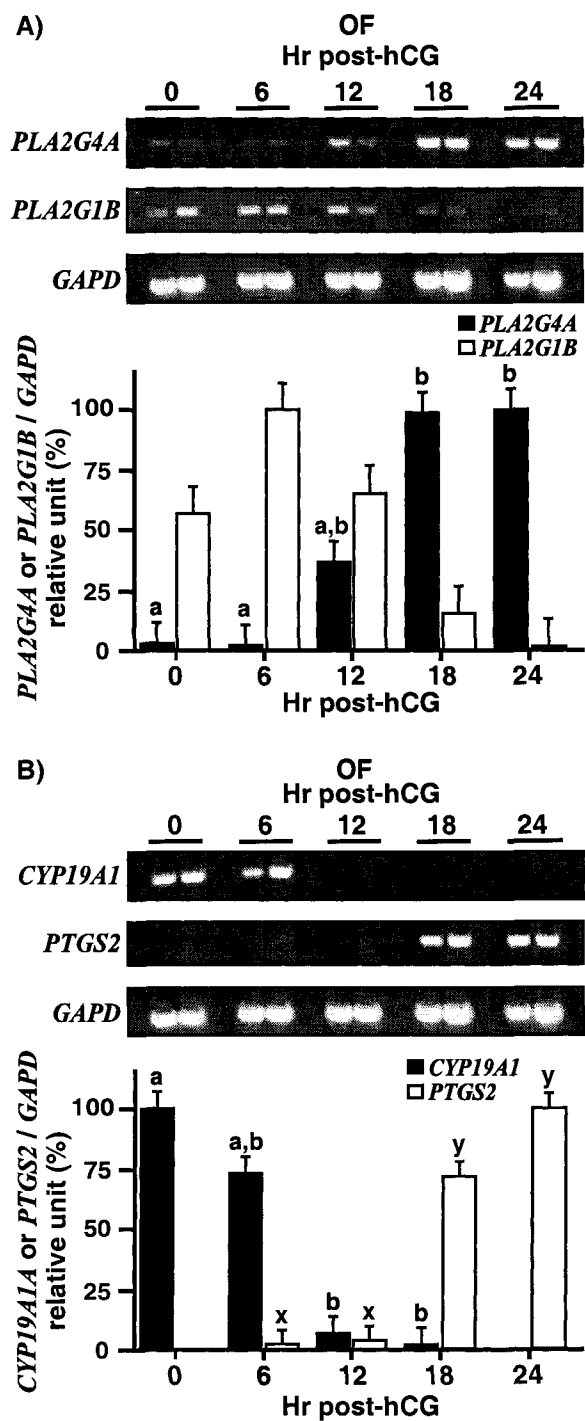 A)
OF
Hr post-hCG
0 6 12 18 24
PLA2G4A
PLA2G1B
GAPD
PLA2G4A
PLA2G1B
PLA2G4A or PLA2G1B / GAPD
relative unit (%)
100
75
50
25
0
a a a,b b b
0 6 12 18 24
Hr post-hCG
B)
OF
Hr post-hCG
0 6 12 18 24
CYP19A1
PTGS2
GAPD
CYP19A1
PTGS2
CYP19A1A or PTGS2 / GAPD
relative unit (%)
100
75
50
25
0
a a,b x b x b y y
0 6 12 18 24
Hr post-hCG